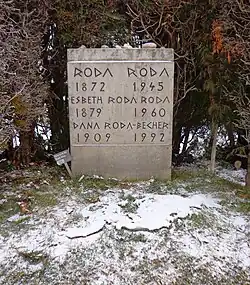 RODA RODA
1872 1945
ESBETH RODA RODA
1879 1960
DANA RODA-BECHER
1909 1992